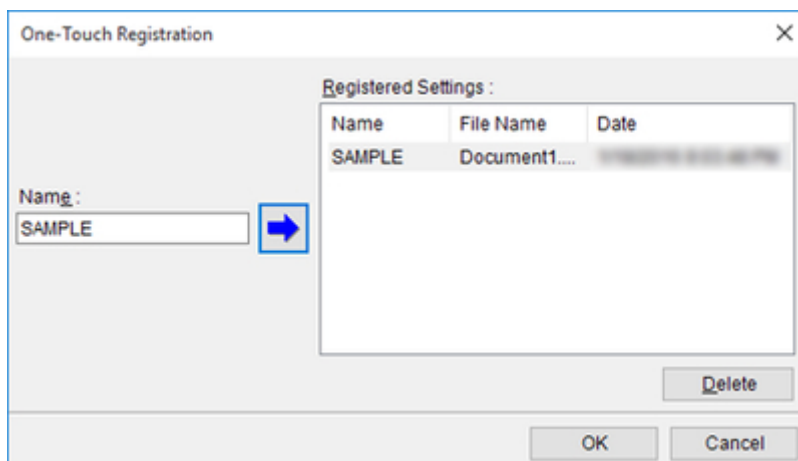 One-Touch Registration
Registered Settings :
Name File Name Date
SAMPLE Document1....
Name :
SAMPLE
Delete
OK Cancel